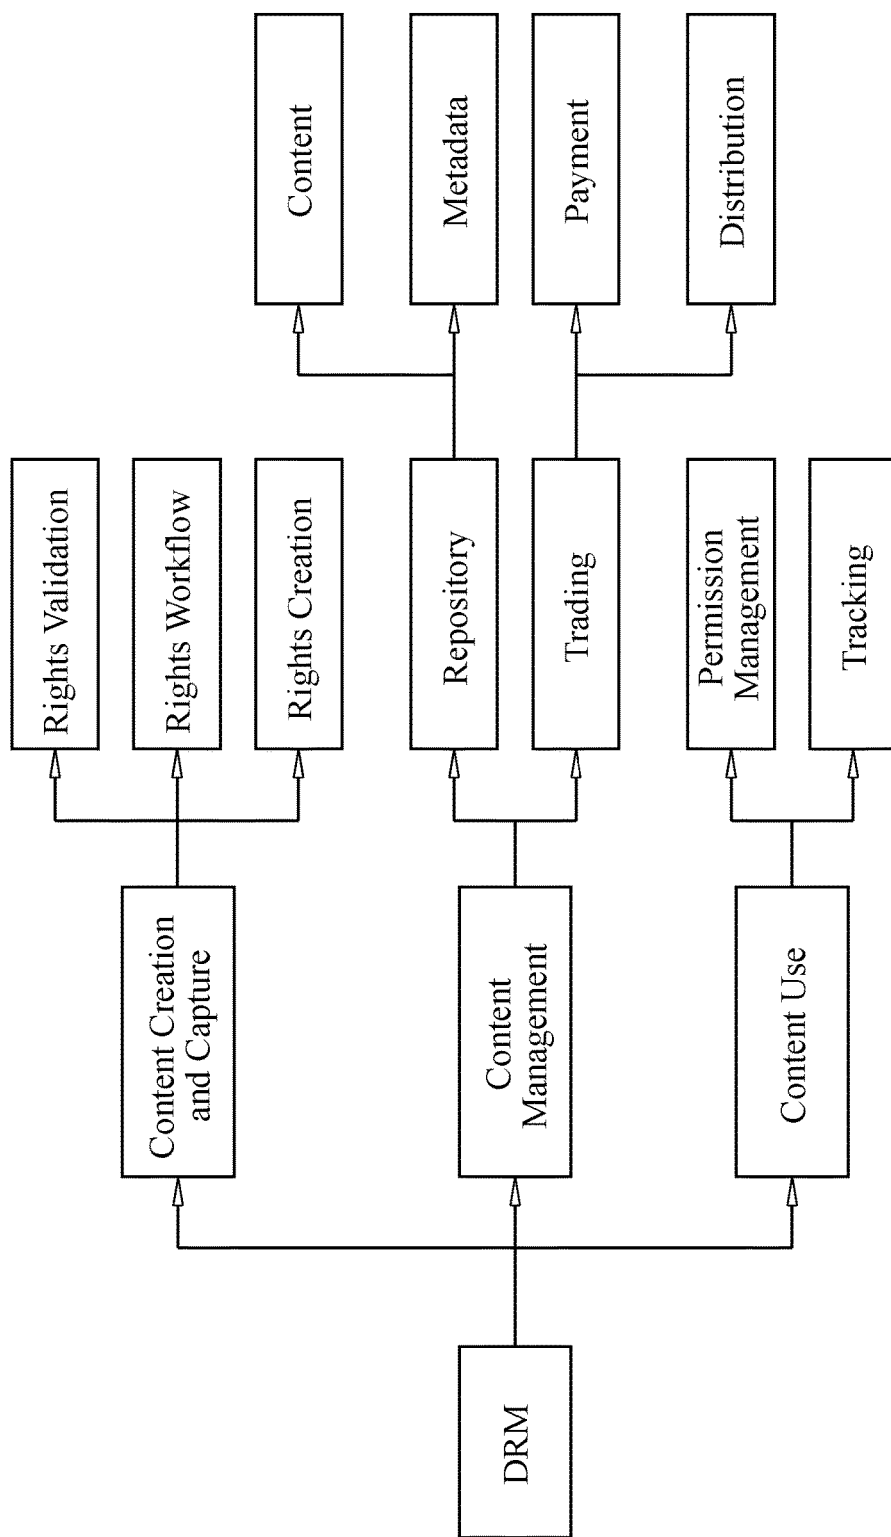 DRM
Content Creation
and Capture
Content
Management
Content Use
Rights Validation
Rights Workflow
Rights Creation
Repository
Trading
Permission
Management
Tracking
Content
Metadata
Payment
Distribution